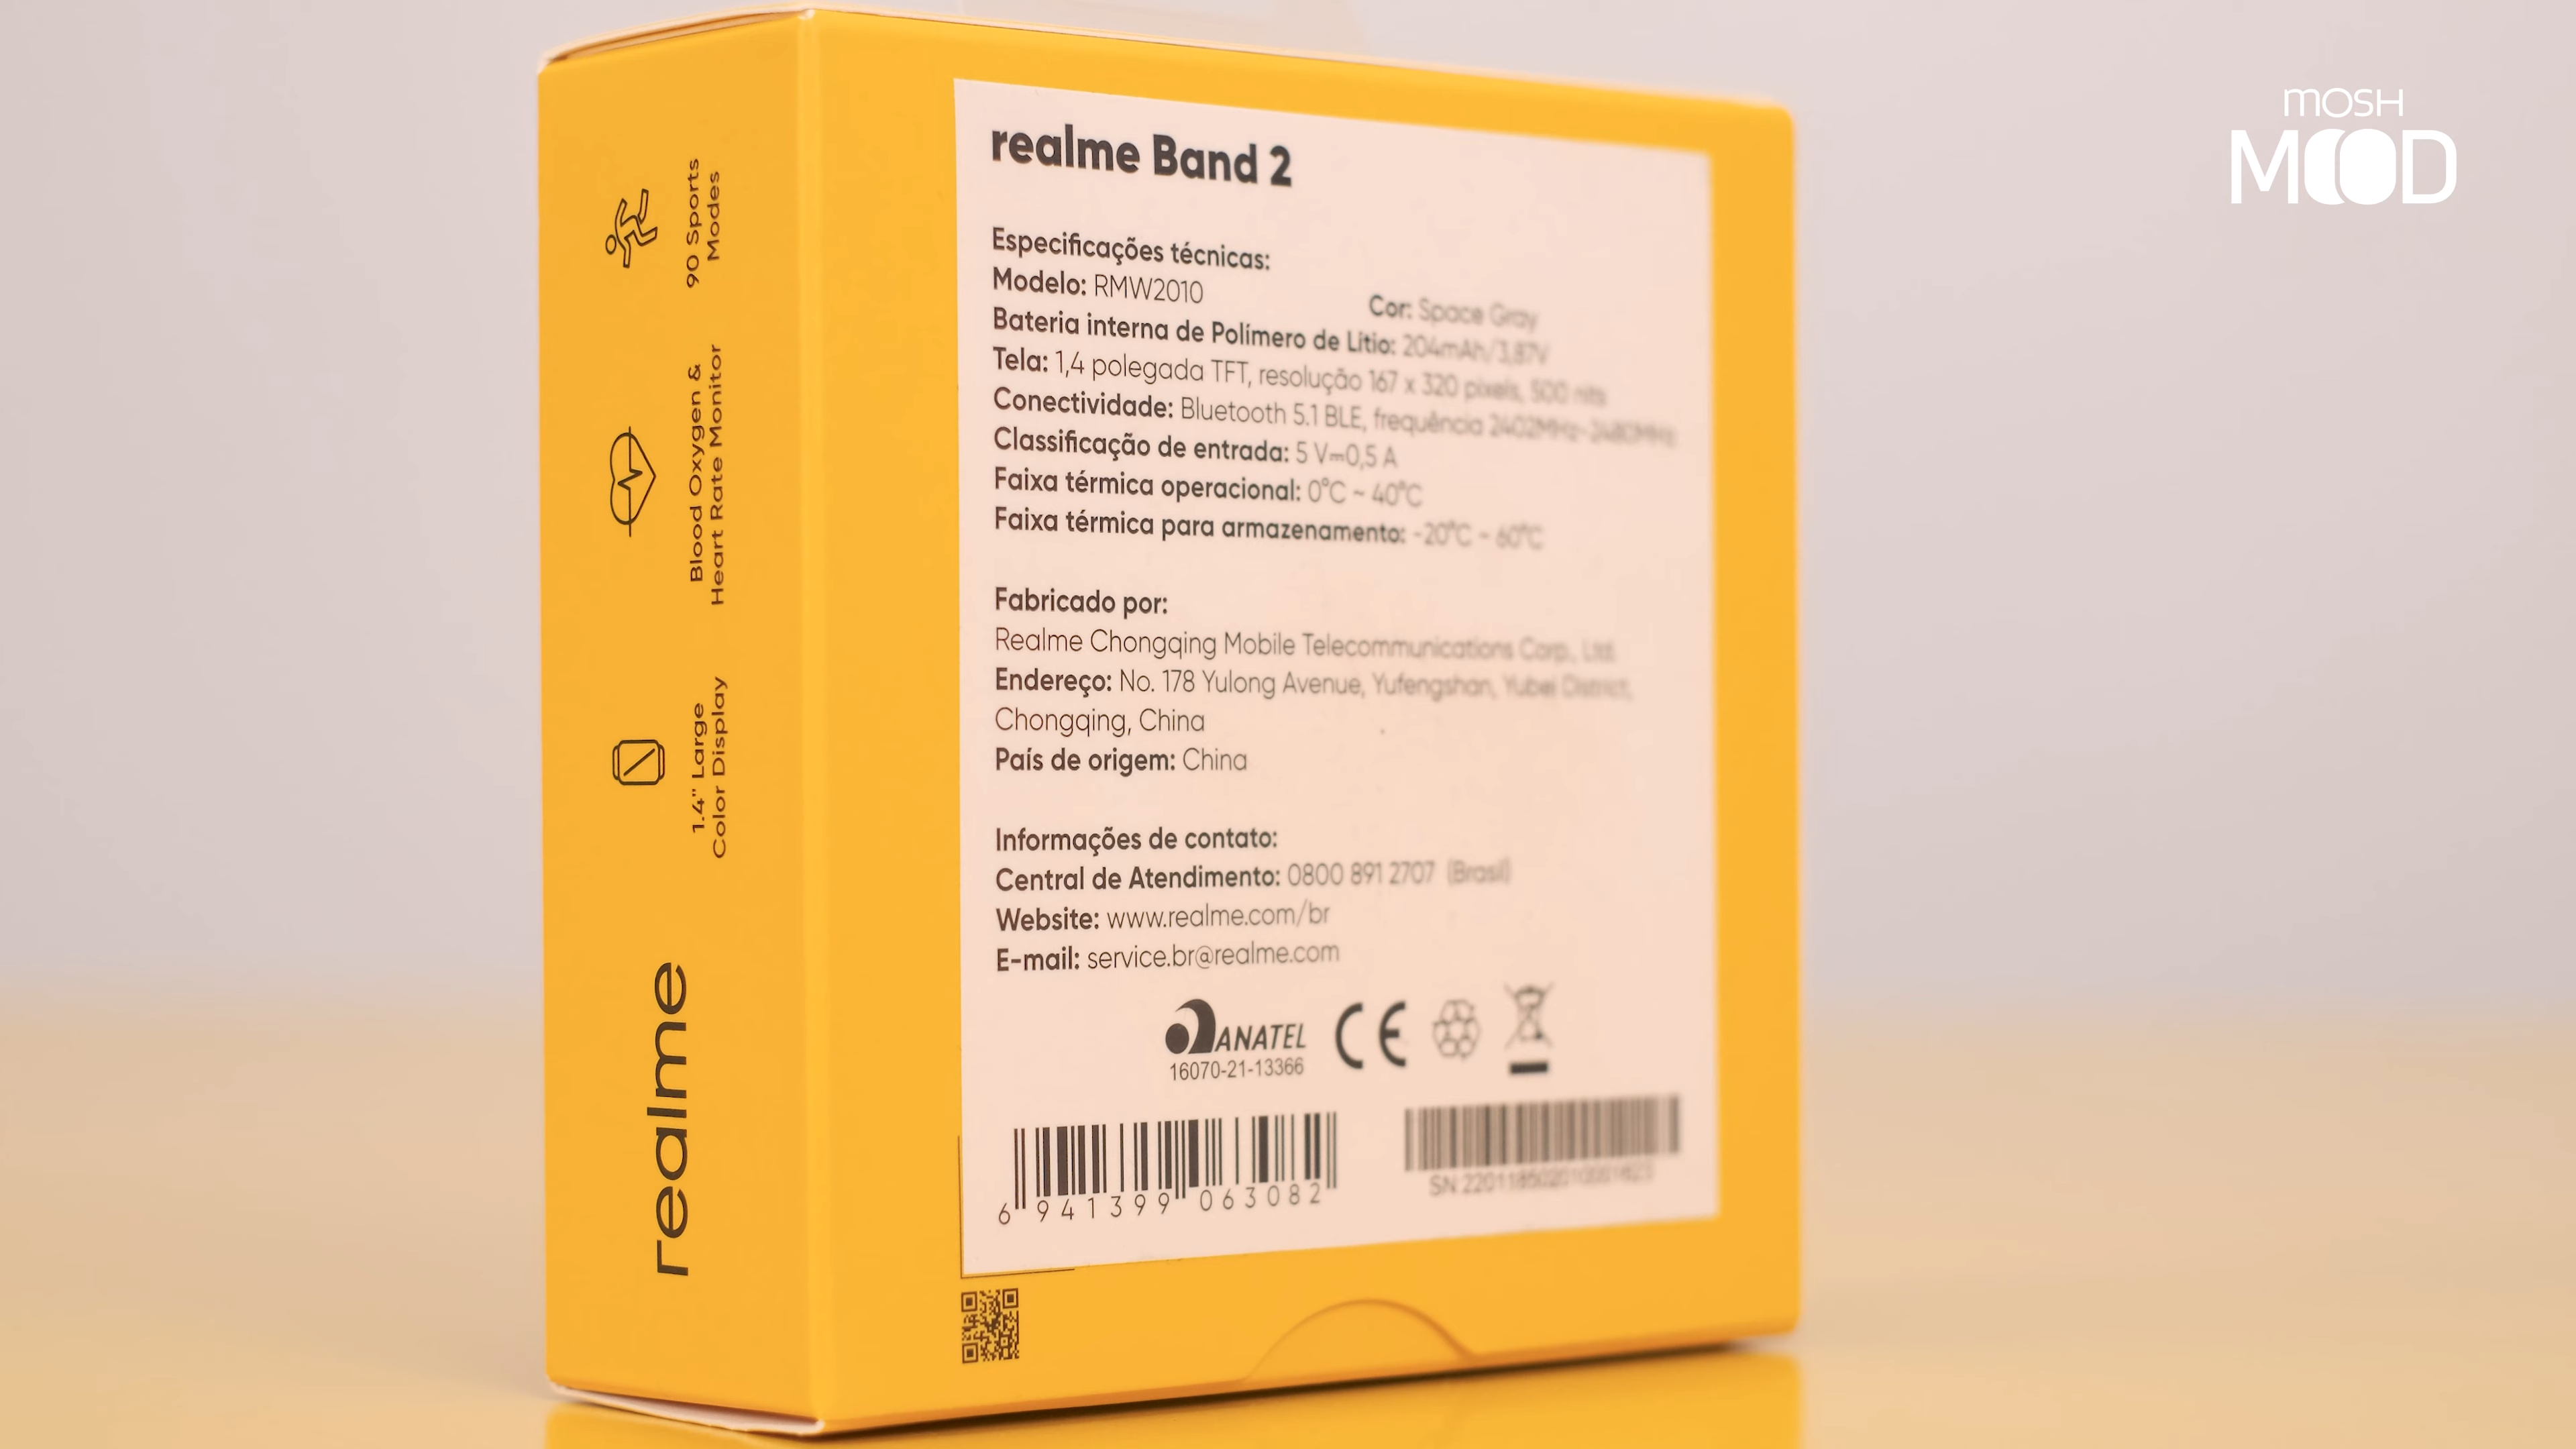 mosh
MOOD
90 Sports
Modes
Blood Oxygen &
Heart Rate Monitor
1.4" Large
Color Display
realme
realme Band 2
Especificações técnicas:
Modelo: RMW2010
Cor: Space Gray
Bateria interna de Polímero de Lítio: 204mAh/3,87V
Tela: 1,4 polegada TFT, resolução 167 x 320 pixels, 500 nits
Conectividade: Bluetooth 5.1 BLE, frequência 2402MHz-2480MHz
Classificação de entrada: 5 V⎓0,5 A
Faixa térmica operacional: 0°C ~ 40°C
Faixa térmica para armazenamento: -20°C ~ 60°C
Fabricado por:
Realme Chongqing Mobile Telecommunications Corp., Ltd.
Endereço: No. 178 Yulong Avenue, Yufengshan, Yubei District,
Chongqing, China
País de origem: China
Informações de contato:
Central de Atendimento: 0800 891 2707 (Brasil)
Website: www.realme.com/br
E-mail: service.br@realme.com
ANATEL
16070-21-13366
CE
6 941399 063082